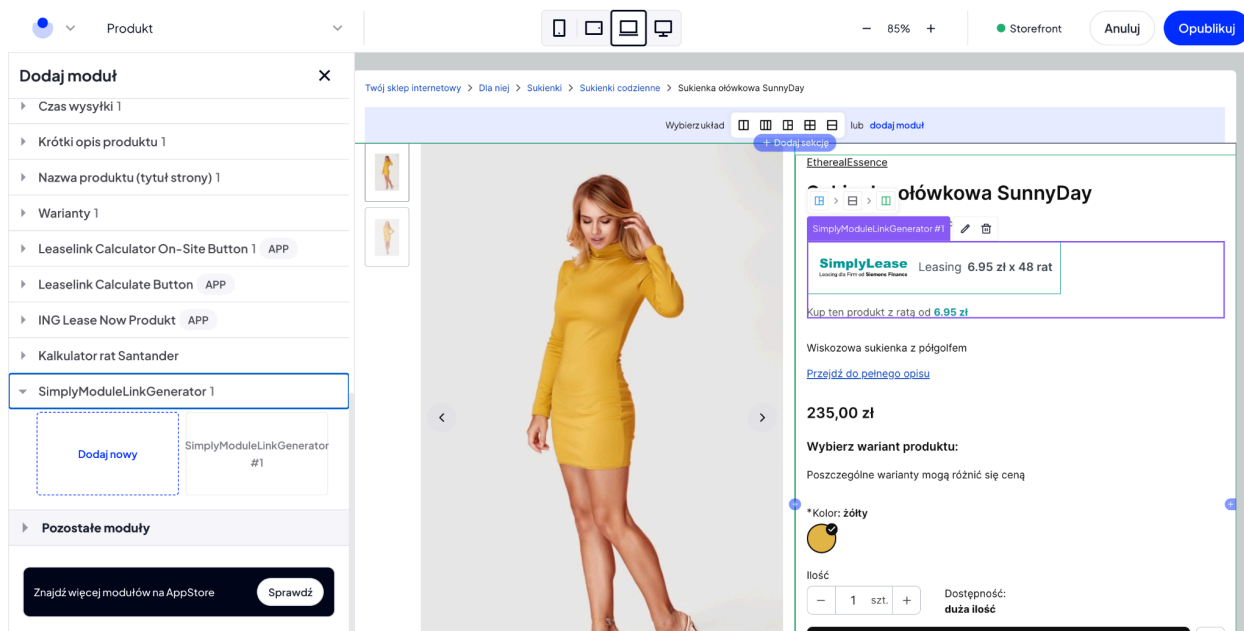 Produkt
85%
Storefront
Anuluj
Opublikuj
Dodaj moduł
Czas wysyłki 1
Krótki opis produktu 1
Nazwa produktu (tytuł strony) 1
Warianty 1
Leaselink Calculator On-Site Button 1 APP
Leaselink Calculate Button APP
ING Lease Now Produkt APP
Kalkulator rat Santander
SimplyModuleLinkGenerator 1
Dodaj nowy
SimplyModuleLinkGenerator
#1
Pozostałe moduły
Znajdź więcej modułów na AppStore
Sprawdź
Twój sklep internetowy > Dla niej > Sukienki > Sukienki codzienne > Sukienka ołówkowa SunnyDay
Wybierz układ
lub dodaj moduł
+ Dodaj sekcję
EtherealEssence
ołówkowa SunnyDay
SimplyModuleLinkGenerator #1
SimplyLease
Leasing dla Firm od Siemens Finance
Leasing 6.95 zł x 48 rat
Kup ten produkt z ratą od 6.95 zł
Wiskozowa sukienka z półgolfem
Przejdź do pełnego opisu
235,00 zł
Wybierz wariant produktu:
Poszczególne warianty mogą różnić się ceną
*Kolor: żółty
Ilość
1 szt.
Dostępność:
duża ilość